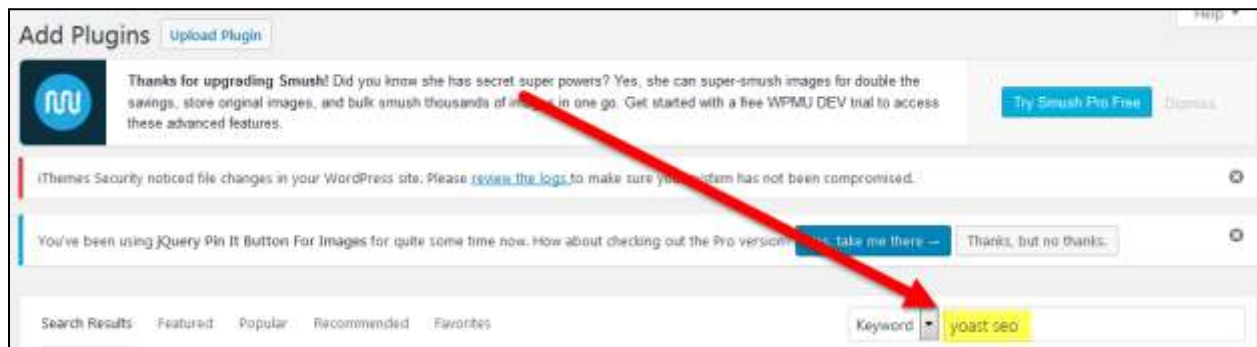 Help
Add Plugins Upload Plugin
Thanks for upgrading Smush! Did you know she has secret super powers? Yes, she can super-smush images for double the
savings, store original images, and bulk smush thousands of images in one go. Get started with a free WPMU DEV trial to access
these advanced features.
Try Smush Pro Free Dismiss
iThemes Security noticed file changes in your WordPress site. Please review the logs to make sure your system has not been compromised.
You've been using jQuery Pin It Button For Images for quite some time now. How about checking out the Pro version? Yes, take me there → Thanks, but no thanks.
Search Results Featured Popular Recommended Favorites Keyword yoast seo